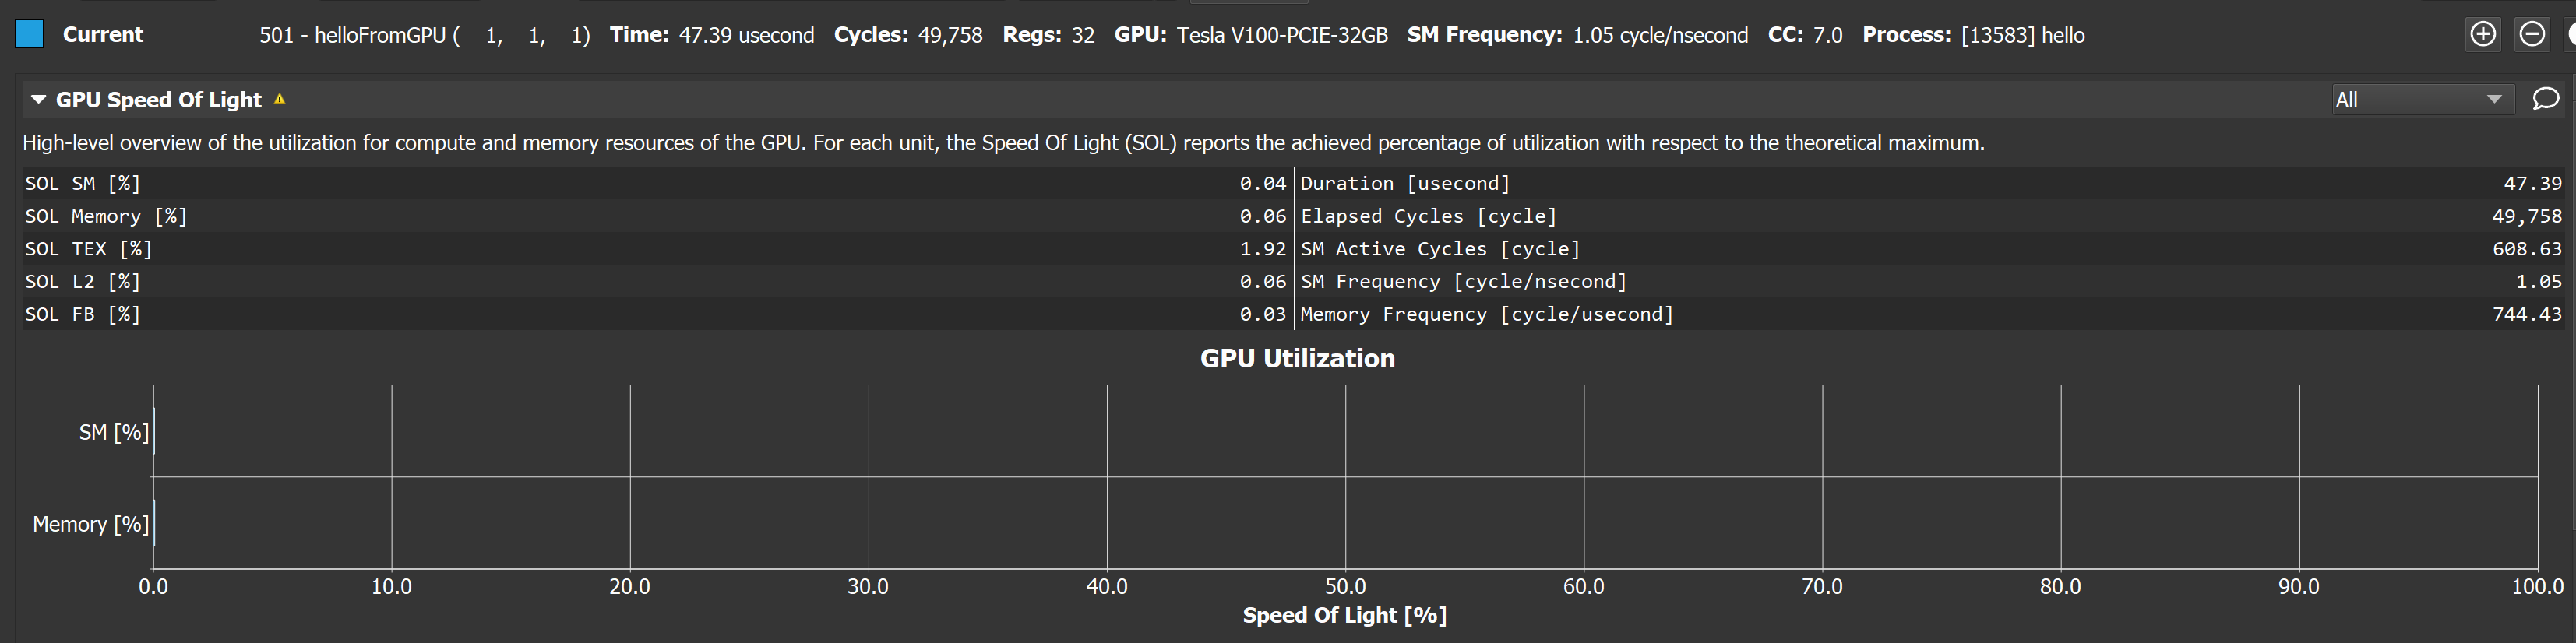 Current 501 - helloFromGPU ( 1, 1, 1) Time: 47.39 usecond Cycles: 49,758 Regs: 32 GPU: Tesla V100-PCIE-32GB SM Frequency: 1.05 cycle/nsecond CC: 7.0 Process: [13583] hello
GPU Speed Of Light All
High-level overview of the utilization for compute and memory resources of the GPU. For each unit, the Speed Of Light (SOL) reports the achieved percentage of utilization with respect to the theoretical maximum.
SOL SM [%] 0.04 Duration [usecond] 47.39
SOL Memory [%] 0.06 Elapsed Cycles [cycle] 49,758
SOL TEX [%] 1.92 SM Active Cycles [cycle] 608.63
SOL L2 [%] 0.06 SM Frequency [cycle/nsecond] 1.05
SOL FB [%] 0.03 Memory Frequency [cycle/usecond] 744.43
GPU Utilization
SM [%]
Memory [%]
0.0 10.0 20.0 30.0 40.0 50.0 60.0 70.0 80.0 90.0 100.0
Speed Of Light [%]